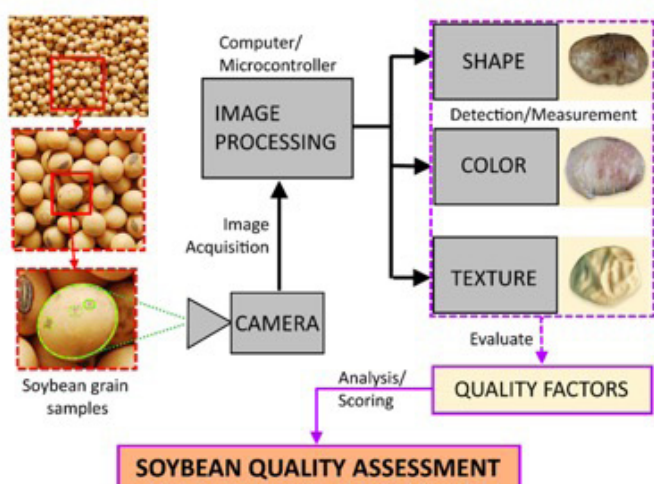 Computer/
Microcontroller
IMAGE
PROCESSING
SHAPE
Detection/Measurement
COLOR
TEXTURE
Image
Acquisition
CAMERA
Soybean grain
samples
Evaluate
QUALITY FACTORS
Analysis/
Scoring
SOYBEAN QUALITY ASSESSMENT